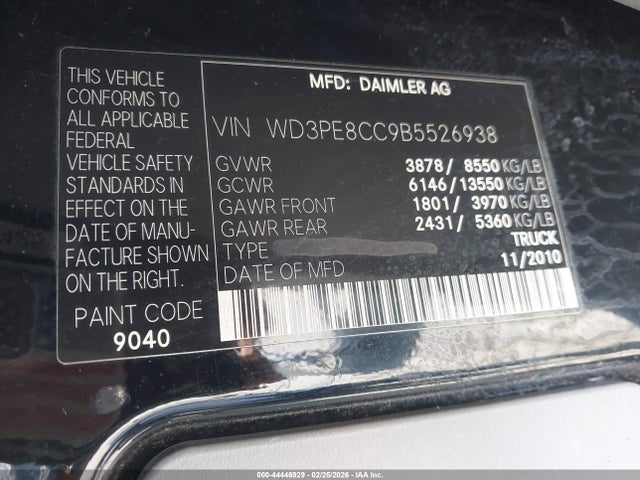 MFD: DAIMLER AG
THIS VEHICLE
CONFORMS TO
ALL APPLICABLE
FEDERAL
VEHICLE SAFETY
STANDARDS IN
EFFECT ON THE
DATE OF MANU-
FACTURE SHOWN
ON THE RIGHT.
PAINT CODE
9040
VIN WD3PE8CC9B5526938
GVWR 3878/ 8550 KG/LB
GCWR 6146/13550 KG/LB
GAWR FRONT 1801/ 3970 KG/LB
GAWR REAR 2431/ 5360 KG/LB
TYPE TRUCK
DATE OF MFD 11/2010
000-44446929 - 02/25/2026 - IAA Inc.